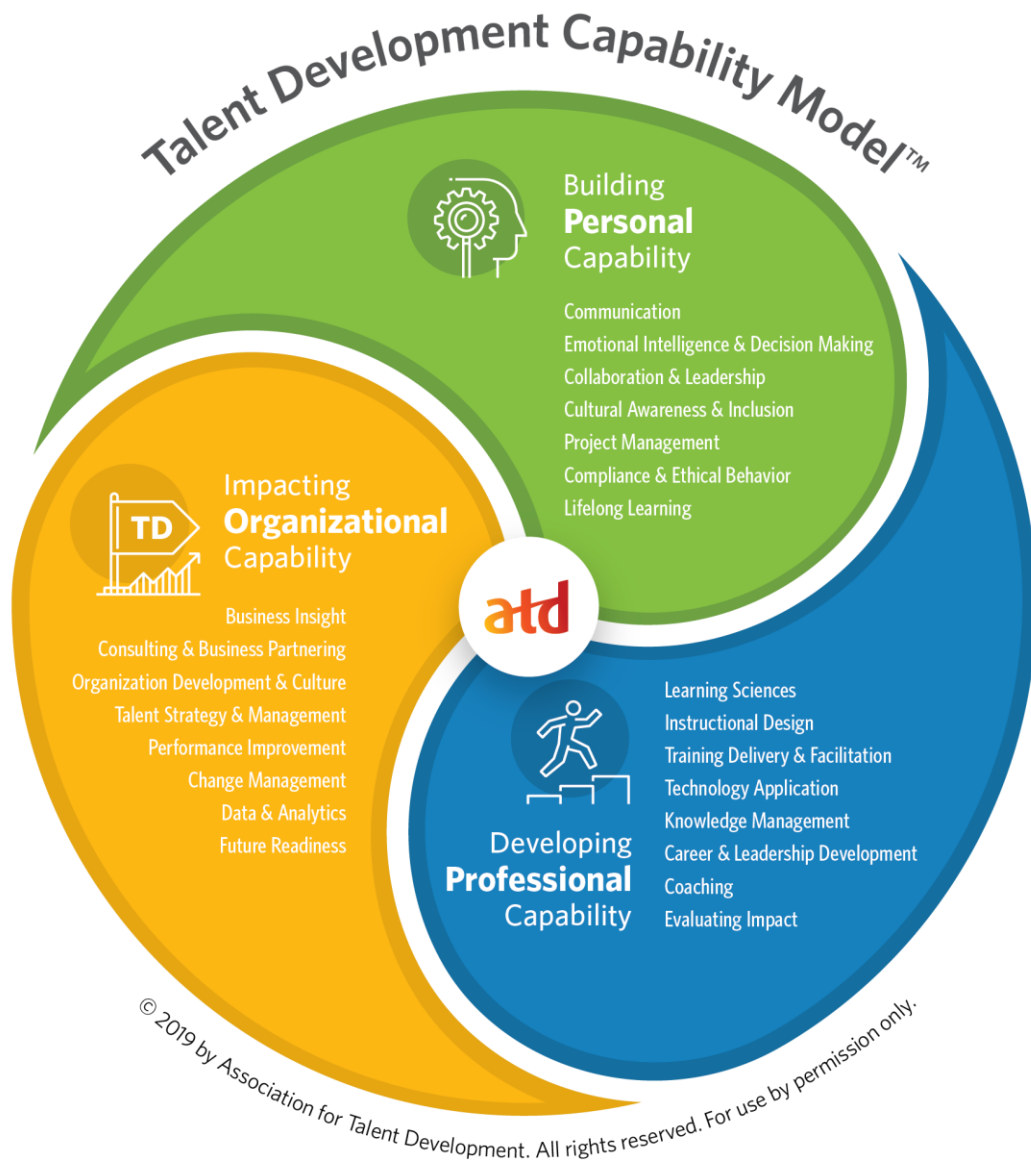 Talent Development Capability Model™
Building
Personal
Capability
Communication
Emotional Intelligence & Decision Making
Collaboration & Leadership
Cultural Awareness & Inclusion
Project Management
Compliance & Ethical Behavior
Lifelong Learning
TD
Impacting
Organizational
Capability
Business Insight
Consulting & Business Partnering
Organization Development & Culture
Talent Strategy & Management
Performance Improvement
Change Management
Data & Analytics
Future Readiness
atd
Developing
Professional
Capability
Learning Sciences
Instructional Design
Training Delivery & Facilitation
Technology Application
Knowledge Management
Career & Leadership Development
Coaching
Evaluating Impact
© 2019 by Association for Talent Development. All rights reserved. For use by permission only.